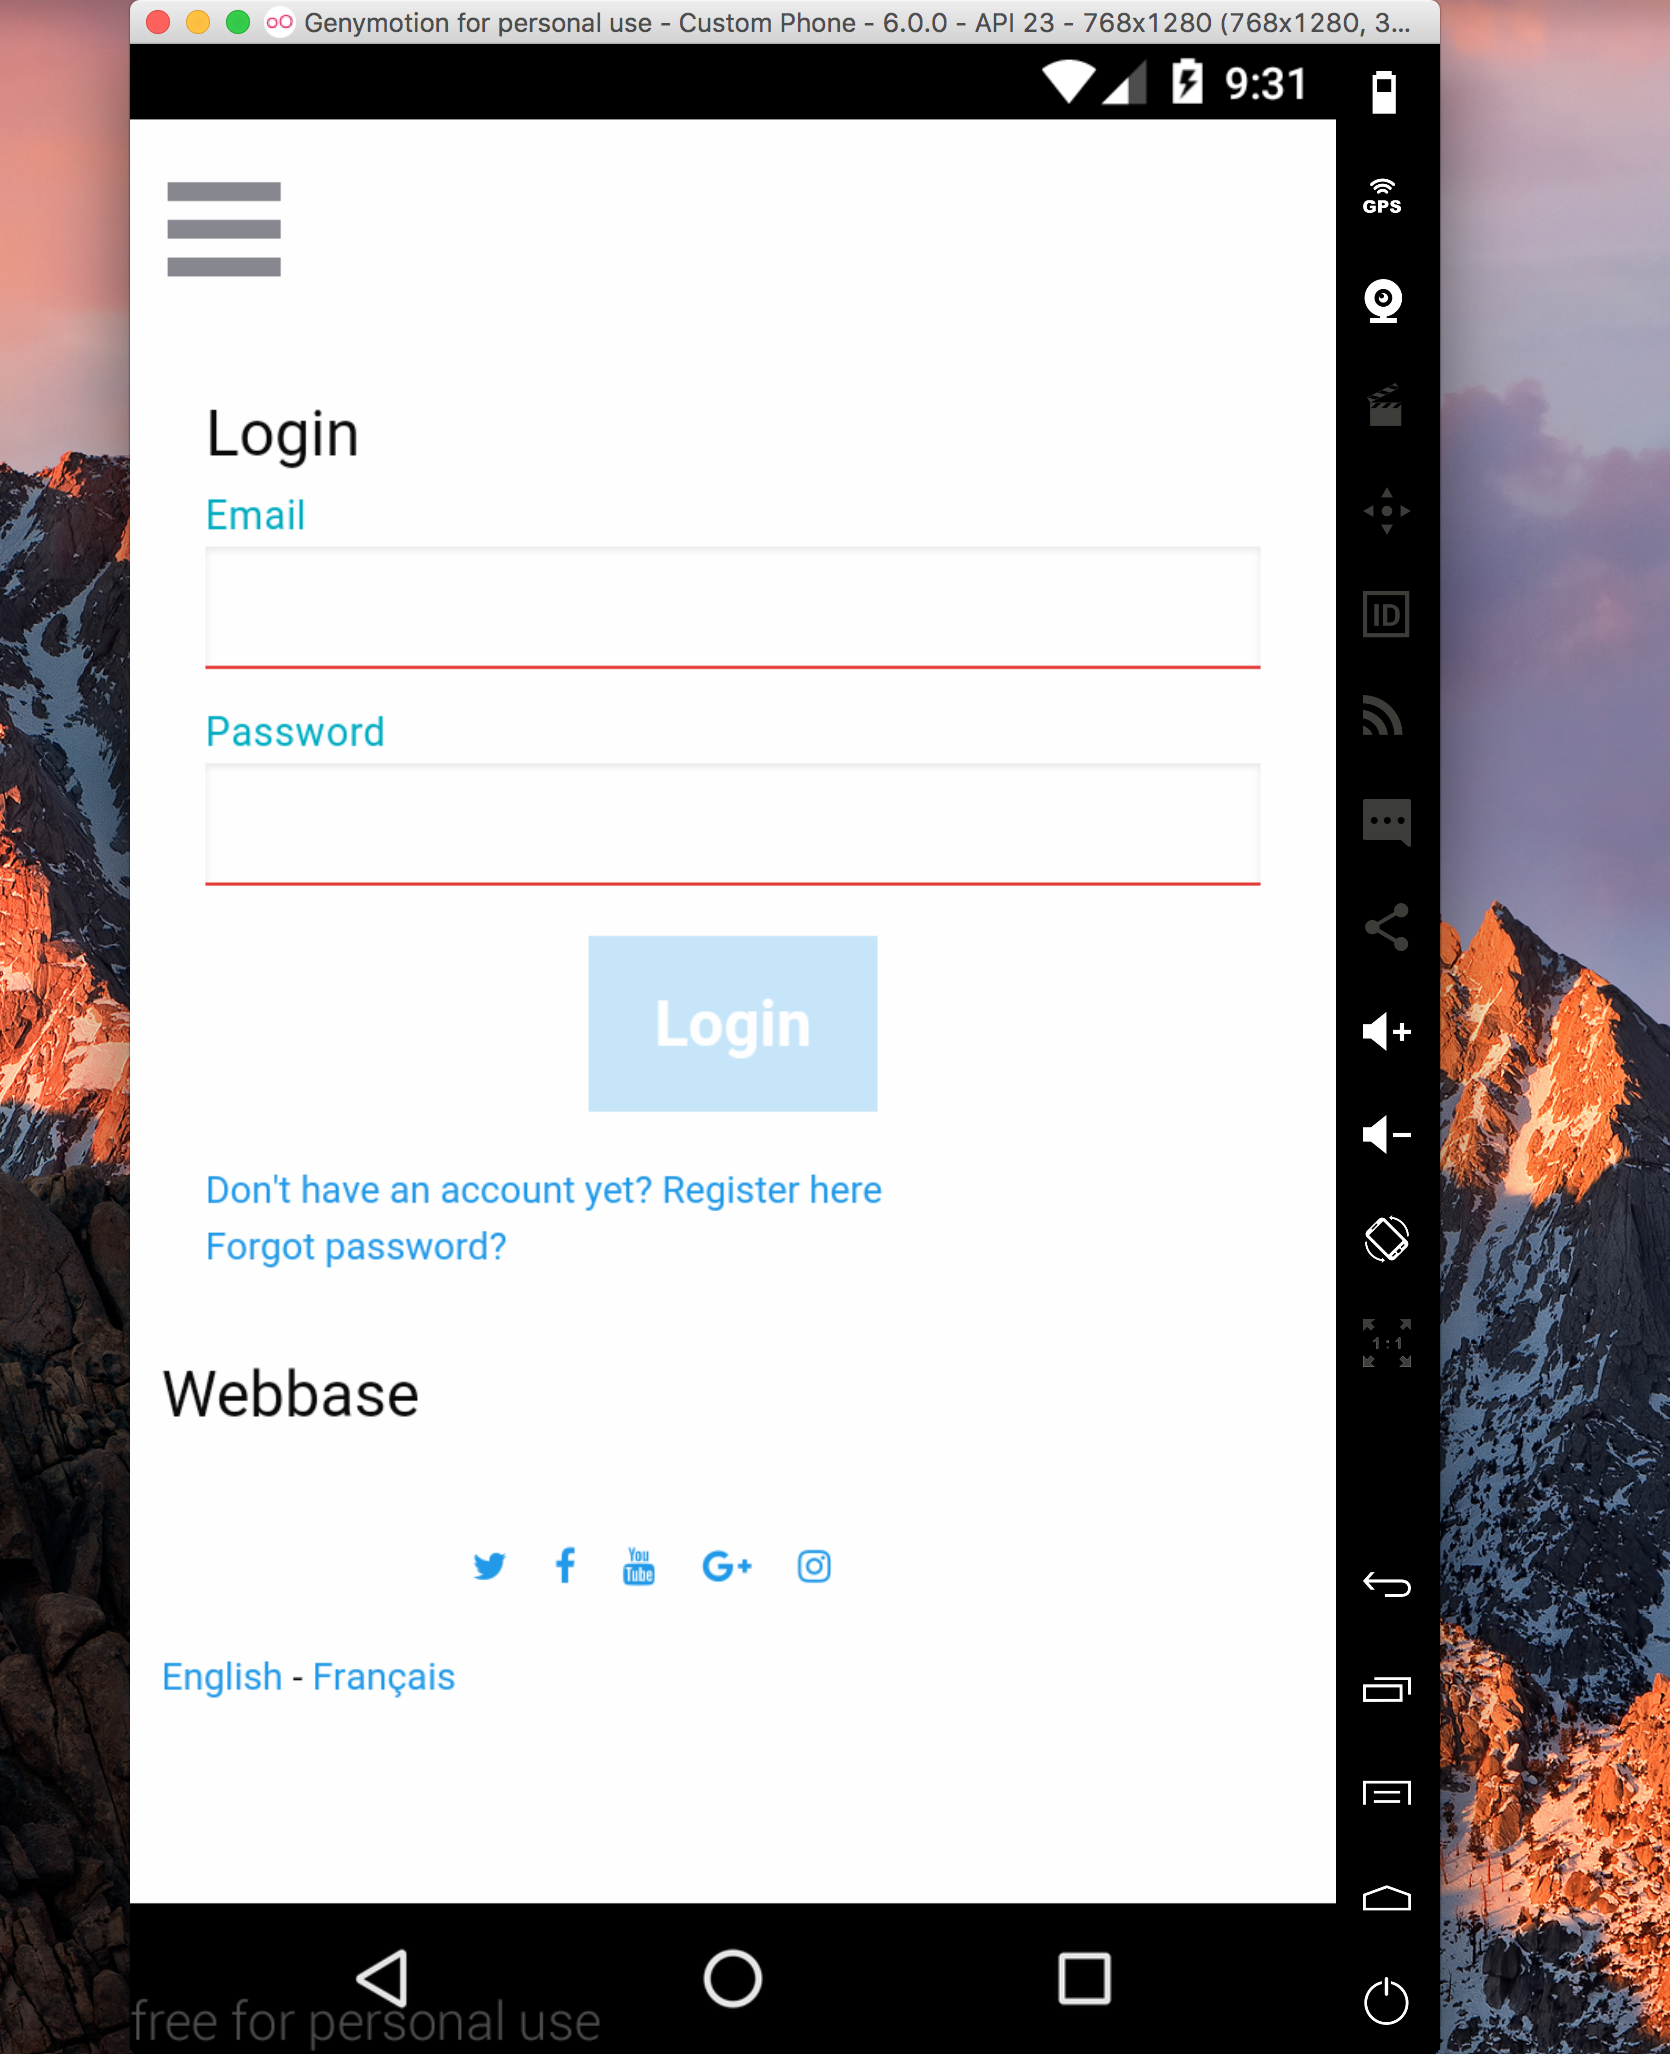 Genymotion for personal use - Custom Phone - 6.0.0 - API 23 - 768x1280 (768x1280, 3...
9:31
GPS
Login
Email
ID
Password
Login
Don't have an account yet? Register here
Forgot password?
1:1
Webbase
You
Tube
G+
English - Français
free for personal use